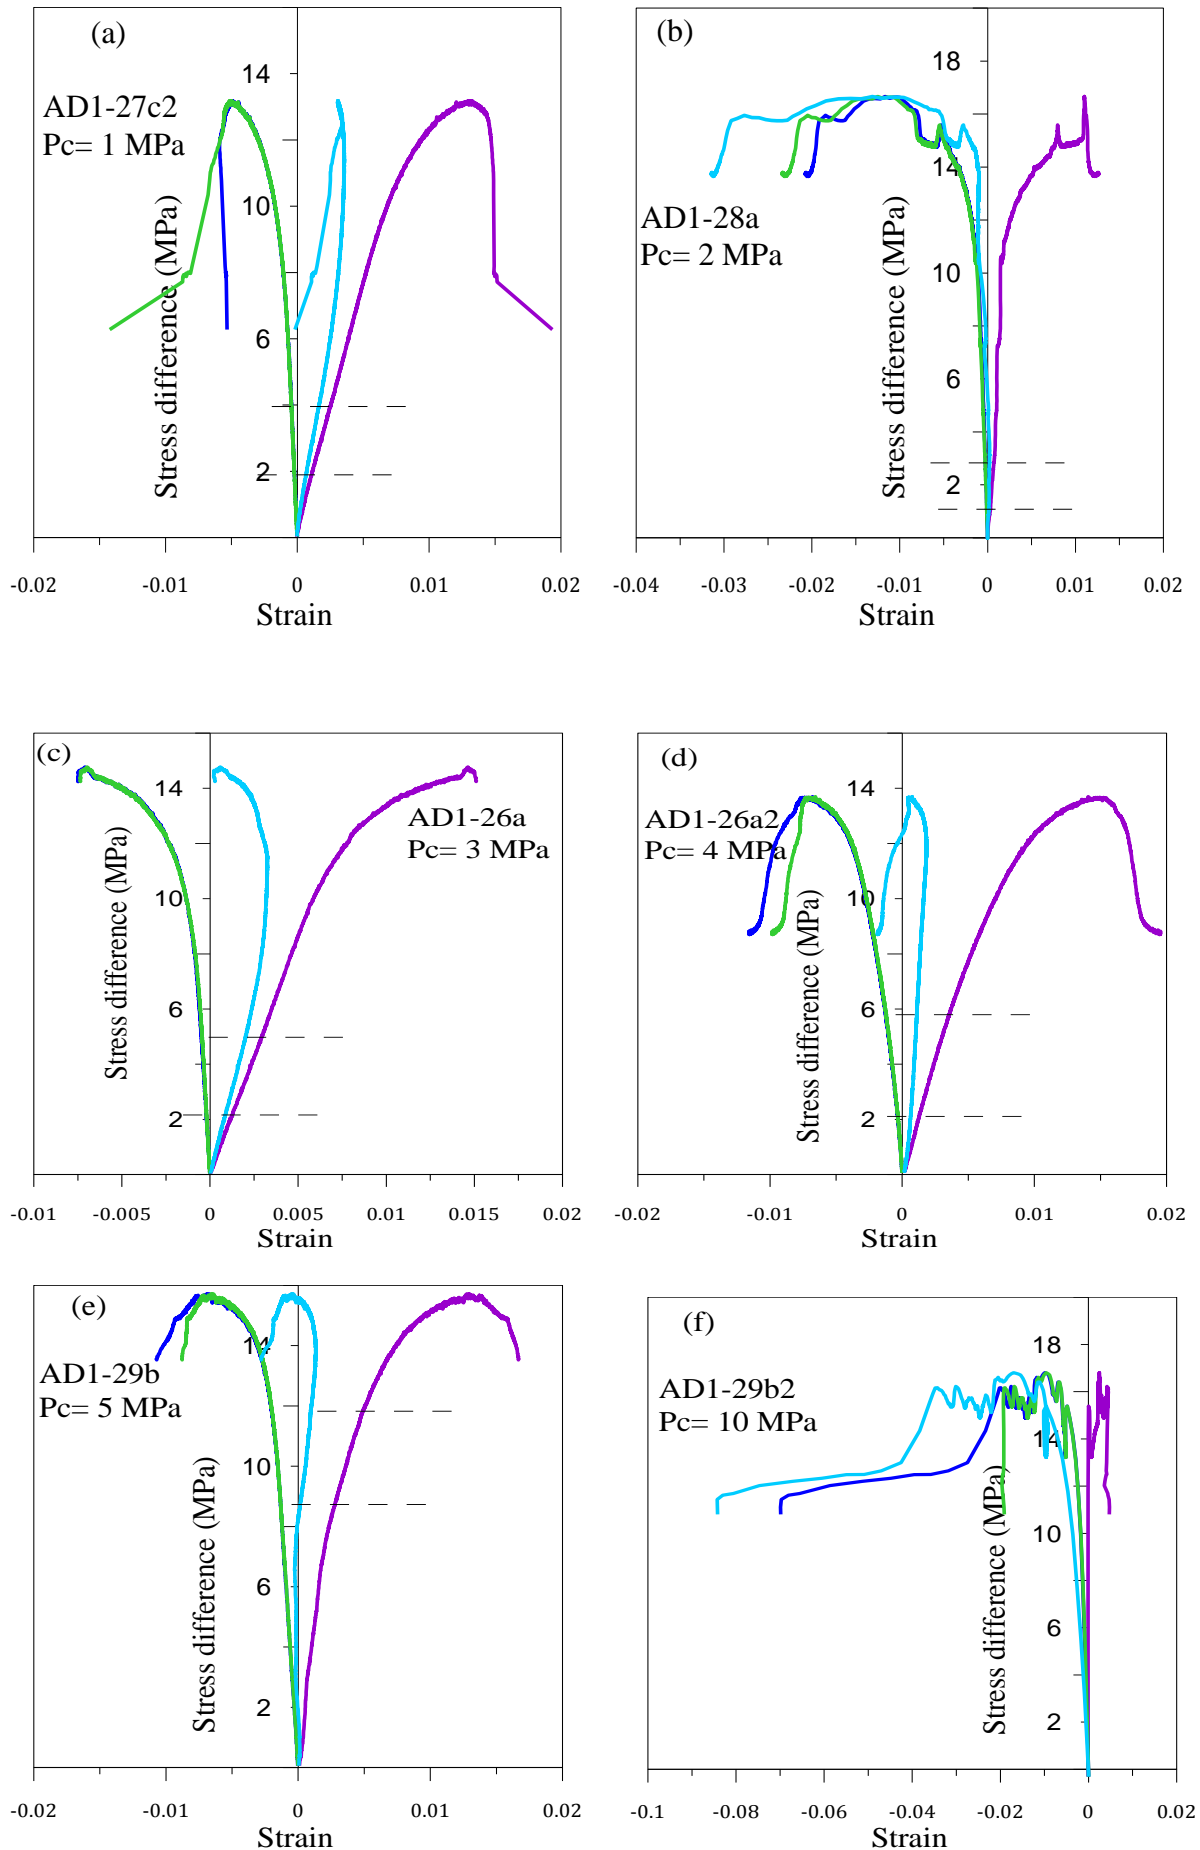 (a)
AD1-27c2
Pc= 1 MPa
Stress difference (MPa)
14
10
6
2
-0.02 -0.01 0 0.01 0.02
Strain
(b)
AD1-28a
Pc= 2 MPa
Stress difference (MPa)
18
14
10
6
2
-0.04 -0.03 -0.02 -0.01 0 0.01 0.02
Strain
(c)
AD1-26a
Pc= 3 MPa
Stress difference (MPa)
14
10
6
2
-0.01 -0.005 0 0.005 0.01 0.015 0.02
Strain
(d)
AD1-26a2
Pc= 4 MPa
Stress difference (MPa)
14
10
6
2
-0.02 -0.01 0 0.01 0.02
Strain
(e)
AD1-29b
Pc= 5 MPa
Stress difference (MPa)
14
10
6
2
-0.02 -0.01 0 0.01 0.02
Strain
(f)
AD1-29b2
Pc= 10 MPa
Stress difference (MPa)
18
14
10
6
2
-0.1 -0.08 -0.06 -0.04 -0.02 0 0.02
Strain